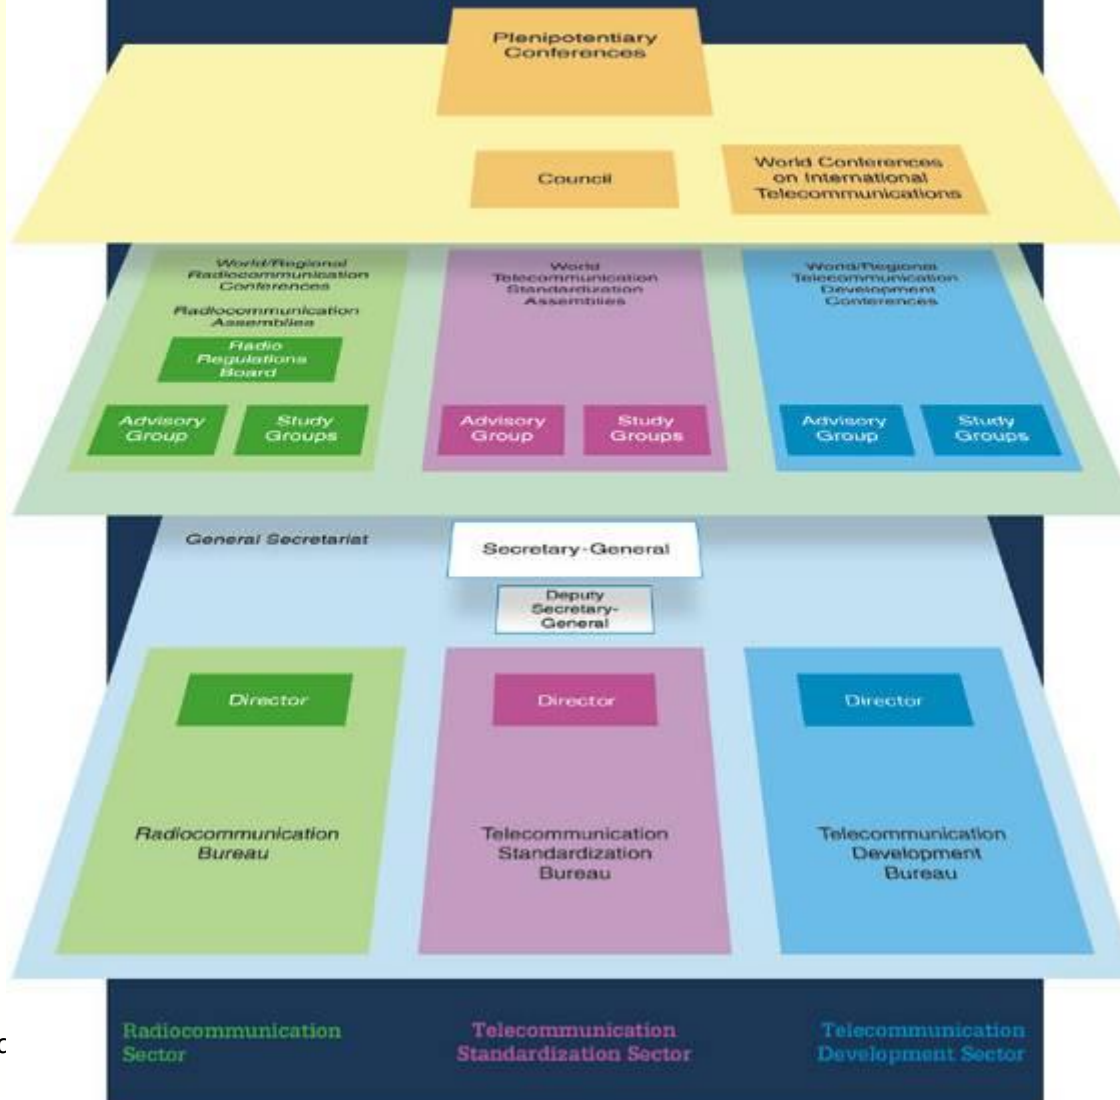 Plenipotentiary
Conferences
Council
World Conferences
on International
Telecommunications
World/Regional
Radiocommunication
Conferences
Radiocommunication
Assemblies
Radio
Regulations
Board
Advisory
Group
Study
Groups
World
Telecommunication
Standardization
Assemblies
Advisory
Group
Study
Groups
World/Regional
Telecommunication
Development
Conferences
Advisory
Group
Study
Groups
General Secretariat
Secretary-General
Deputy
Secretary-
General
Director
Radiocommunication
Bureau
Director
Telecommunication
Standardization
Bureau
Director
Telecommunication
Development
Bureau
Radiocommunication
Sector
Telecommunication
Standardization Sector
Telecommunication
Development Sector